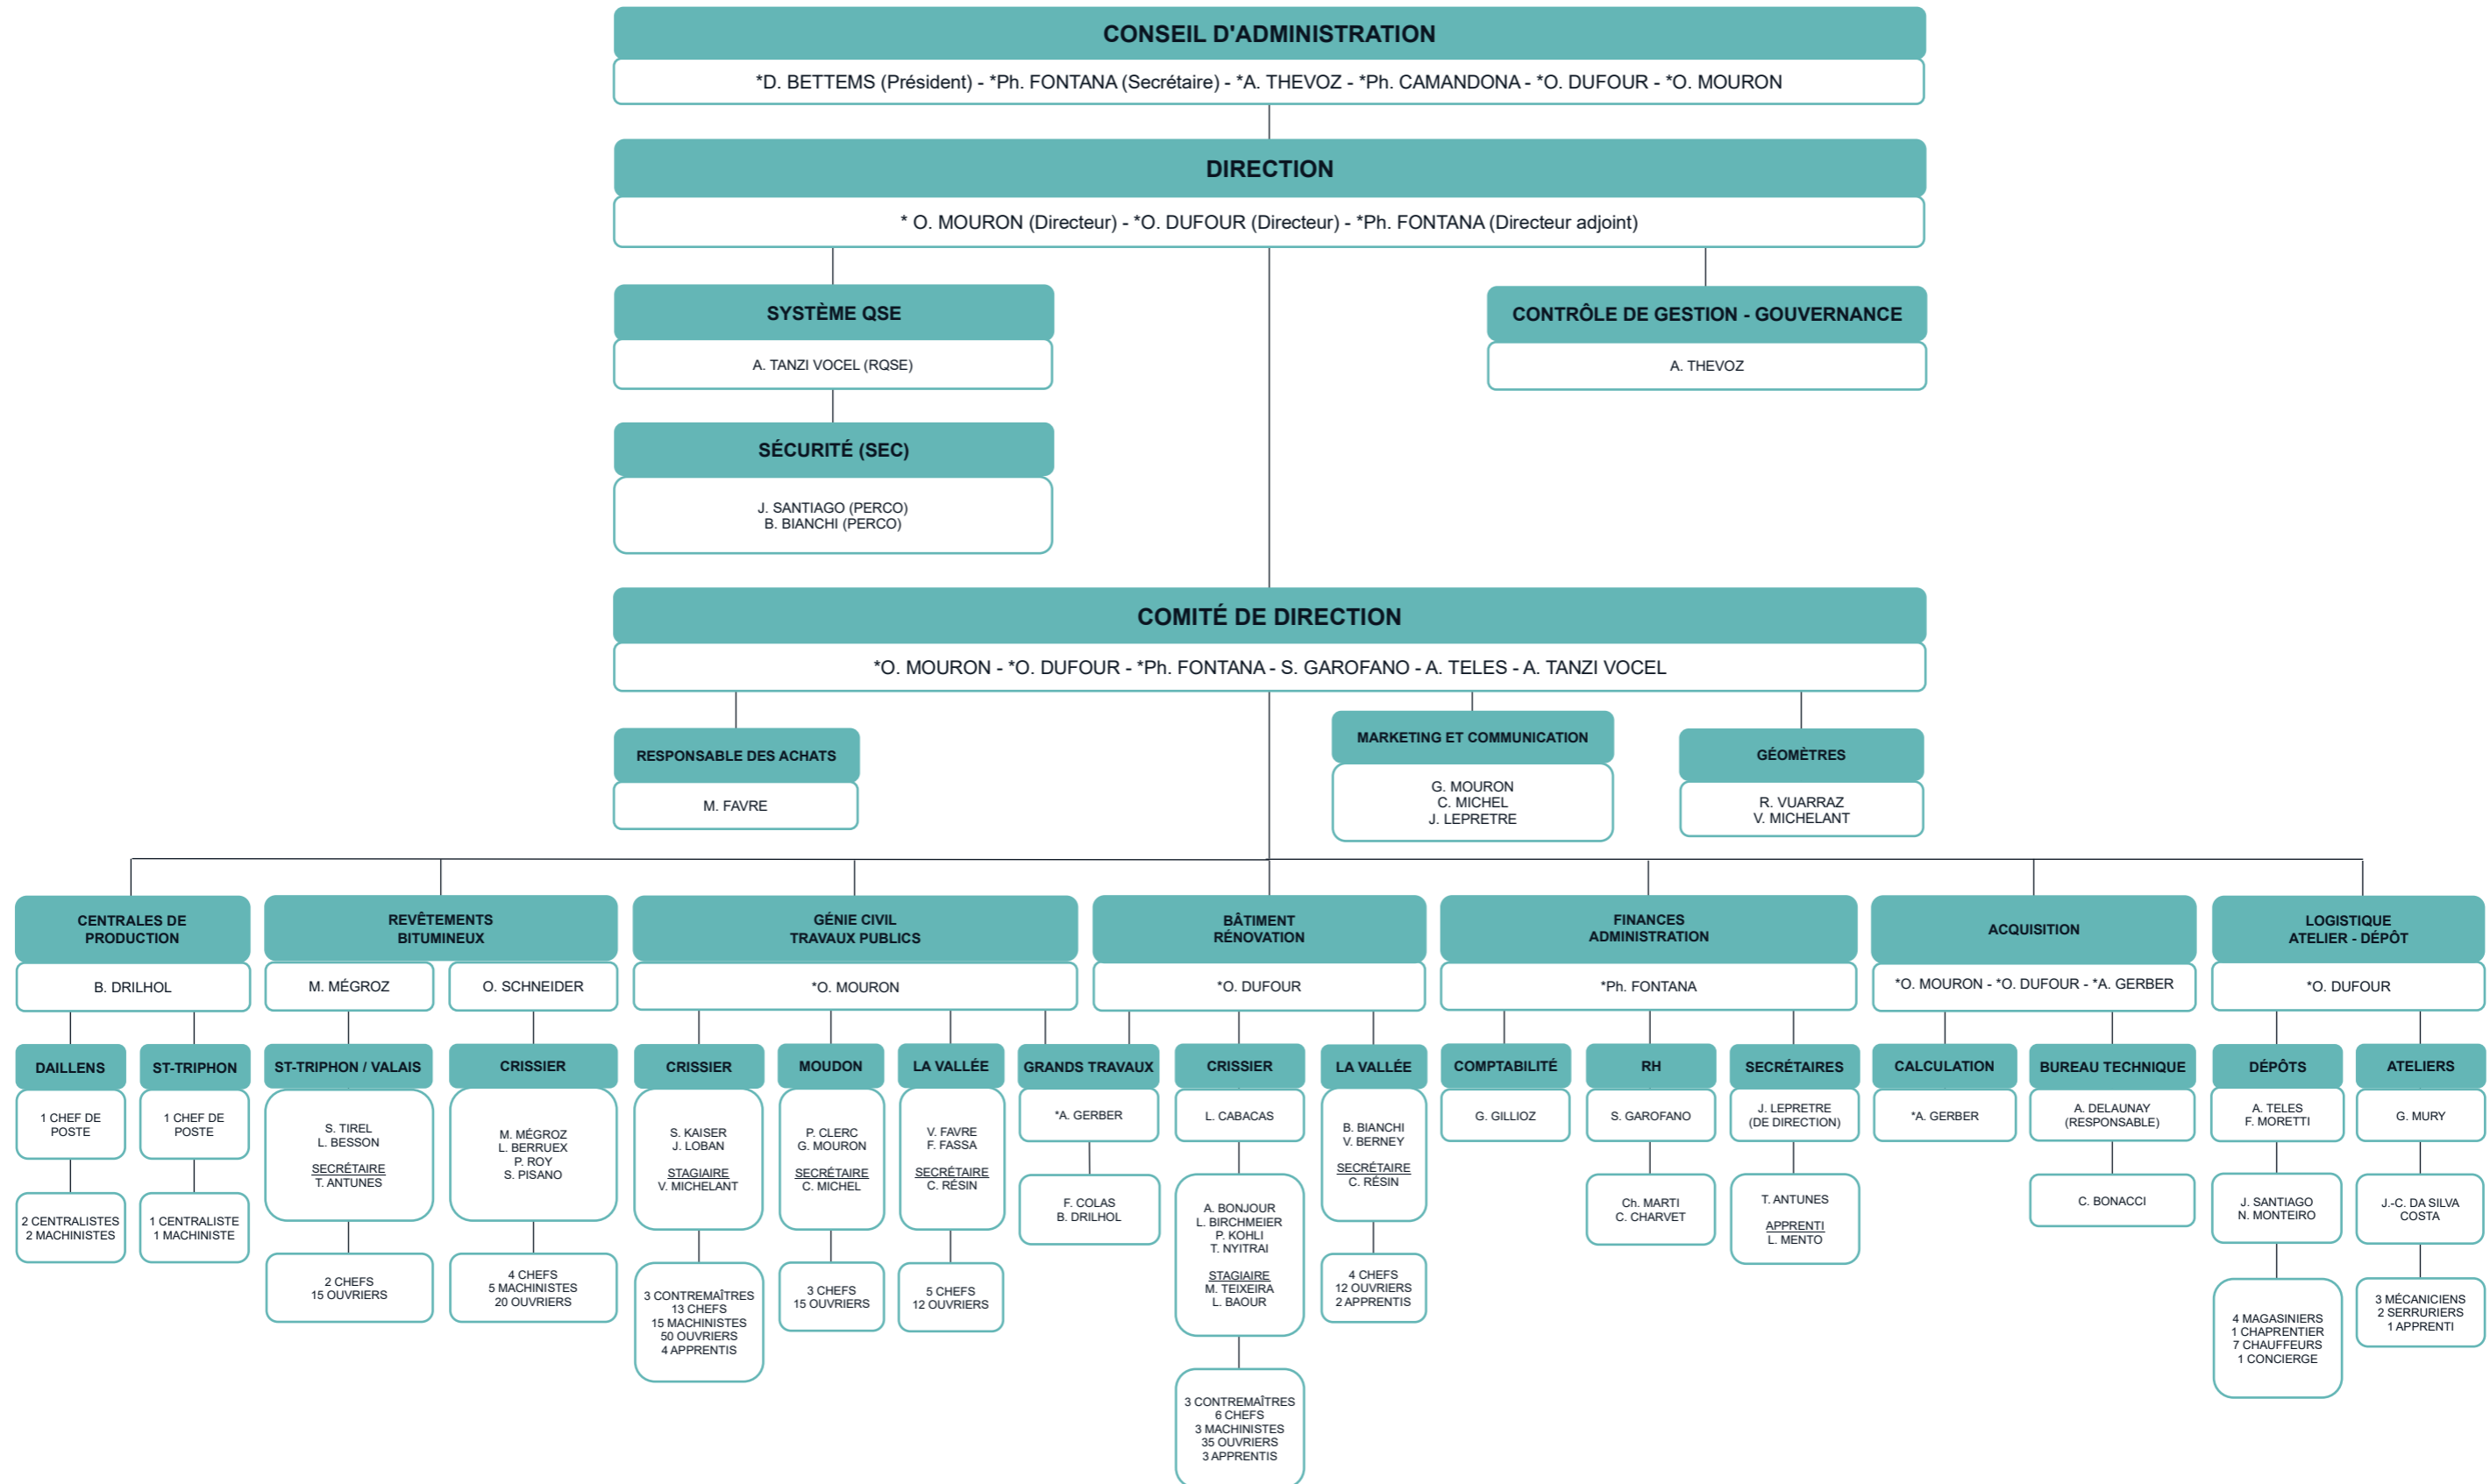 CONSEIL D'ADMINISTRATION
*D. BETTEMS (Président) - *Ph. FONTANA (Secrétaire) - *A. THEVOZ - *Ph. CAMANDONA - *O. DUFOUR - *O. MOURON
DIRECTION
* O. MOURON (Directeur) - *O. DUFOUR (Directeur) - *Ph. FONTANA (Directeur adjoint)
SYSTÈME QSE
A. TANZI VOCEL (RQSE)
CONTRÔLE DE GESTION - GOUVERNANCE
A. THEVOZ
SÉCURITÉ (SEC)
J. SANTIAGO (PERCO)
B. BIANCHI (PERCO)
COMITÉ DE DIRECTION
*O. MOURON - *O. DUFOUR - *Ph. FONTANA - S. GAROFANO - A. TELES - A. TANZI VOCEL
RESPONSABLE DES ACHATS
M. FAVRE
MARKETING ET COMMUNICATION
G. MOURON
C. MICHEL
J. LEPRETRE
GÉOMÈTRES
R. VUARRAZ
V. MICHELANT
CENTRALES DE
PRODUCTION
B. DRILHOL
DAILLENS
1 CHEF DE
POSTE
2 CENTRALISTES
2 MACHINISTES
ST-TRIPHON
1 CHEF DE
POSTE
1 CENTRALISTE
1 MACHINISTE
REVÊTEMENTS
BITUMINEUX
M. MÉGROZ
O. SCHNEIDER
ST-TRIPHON / VALAIS
S. TIREL
L. BESSON
SECRÉTAIRE
T. ANTUNES
2 CHEFS
15 OUVRIERS
CRISSIER
M. MÉGROZ
L. BERRUEX
P. ROY
S. PISANO
4 CHEFS
5 MACHINISTES
20 OUVRIERS
GÉNIE CIVIL
TRAVAUX PUBLICS
*O. MOURON
CRISSIER
S. KAISER
J. LOBAN
STAGIAIRE
V. MICHELANT
3 CONTREMAÎTRES
13 CHEFS
15 MACHINISTES
50 OUVRIERS
4 APPRENTIS
MOUDON
P. CLERC
G. MOURON
SECRÉTAIRE
C. MICHEL
3 CHEFS
15 OUVRIERS
LA VALLÉE
V. FAVRE
F. FASSA
SECRÉTAIRE
C. RÉSIN
5 CHEFS
12 OUVRIERS
GRANDS TRAVAUX
*A. GERBER
F. COLAS
B. DRILHOL
BÂTIMENT
RÉNOVATION
*O. DUFOUR
CRISSIER
L. CABACAS
A. BONJOUR
L. BIRCHMEIER
P. KOHLI
T. NYITRAI
STAGIAIRE
M. TEIXEIRA
L. BAOUR
3 CONTREMAÎTRES
6 CHEFS
3 MACHINISTES
35 OUVRIERS
3 APPRENTIS
LA VALLÉE
B. BIANCHI
V. BERNEY
SECRÉTAIRE
C. RÉSIN
4 CHEFS
12 OUVRIERS
2 APPRENTIS
FINANCES
ADMINISTRATION
*Ph. FONTANA
COMPTABILITÉ
G. GILLIOZ
RH
S. GAROFANO
Ch. MARTI
C. CHARVET
SECRÉTAIRES
J. LEPRETRE
(DE DIRECTION)
T. ANTUNES
APPRENTI
L. MENTO
ACQUISITION
*O. MOURON - *O. DUFOUR - *A. GERBER
CALCULATION
*A. GERBER
BUREAU TECHNIQUE
A. DELAUNAY
(RESPONSABLE)
C. BONACCI
LOGISTIQUE
ATELIER - DÉPÔT
*O. DUFOUR
DÉPÔTS
A. TELES
F. MORETTI
J. SANTIAGO
N. MONTEIRO
4 MAGASINIERS
1 CHAPRENTIER
7 CHAUFFEURS
1 CONCIERGE
ATELIERS
G. MURY
J.-C. DA SILVA
COSTA
3 MÉCANICIENS
2 SERRURIERS
1 APPRENTI